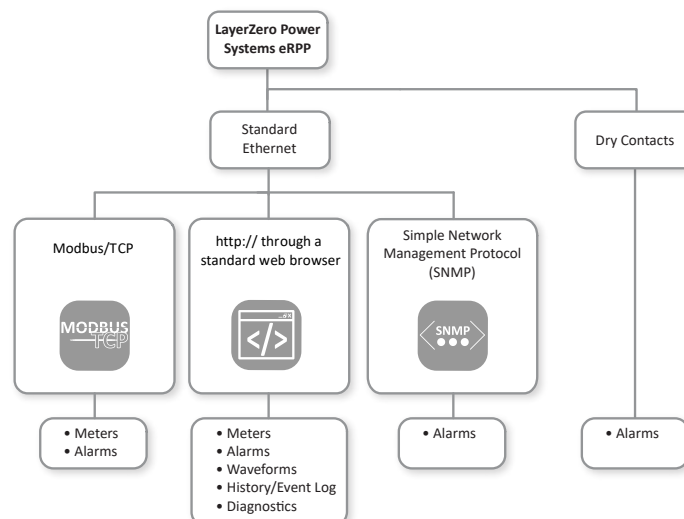 LayerZero Power
Systems eRPP
Standard
Ethernet
Dry Contacts
Modbus/TCP
MODBUS
TCP
http:// through a
standard web browser
</>
Simple Network
Management Protocol
(SNMP)
SNMP
• Meters
• Alarms
• Meters
• Alarms
• Waveforms
• History/Event Log
• Diagnostics
• Alarms
• Alarms